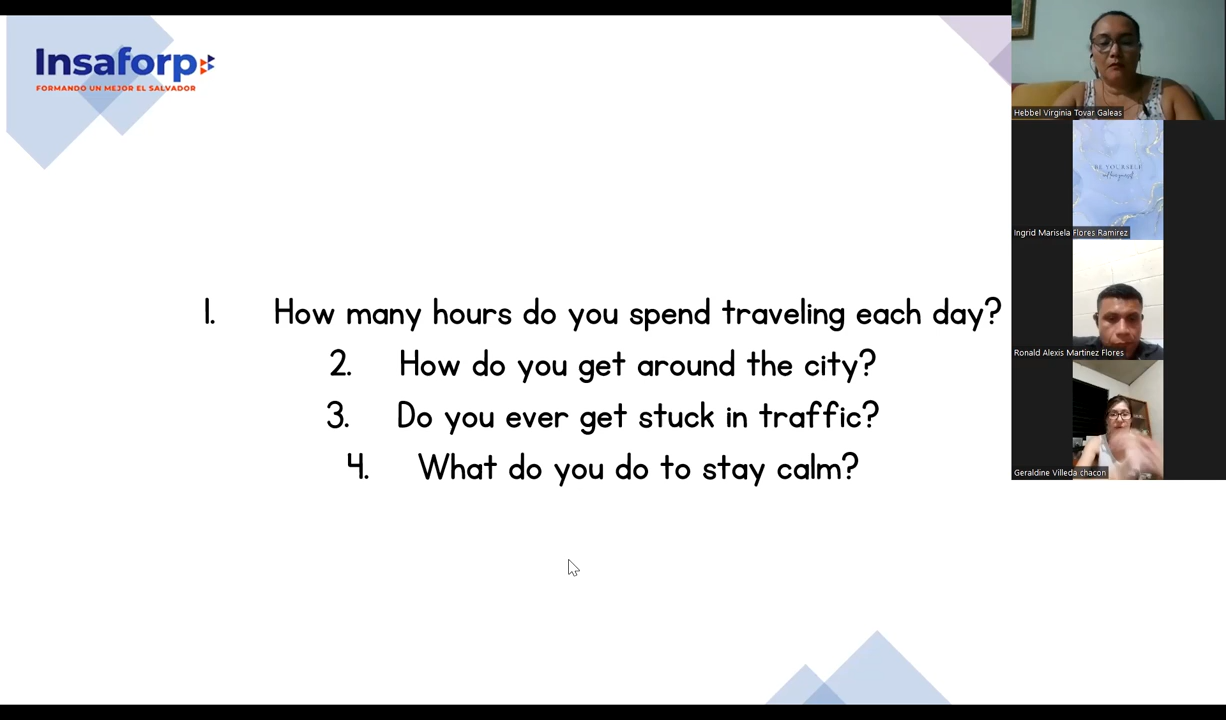 Insaforp
FORMANDO UN MEJOR EL SALVADOR
1. How many hours do you spend traveling each day?
2. How do you get around the city?
3. Do you ever get stuck in traffic?
4. What do you do to stay calm?
Hebbel Virginia Tovar Galeas
BE YOURSELF
Ingrid Marisela Flores Ramirez
Ronald Alexis Martinez Flores
Geraldine Villeda chacon